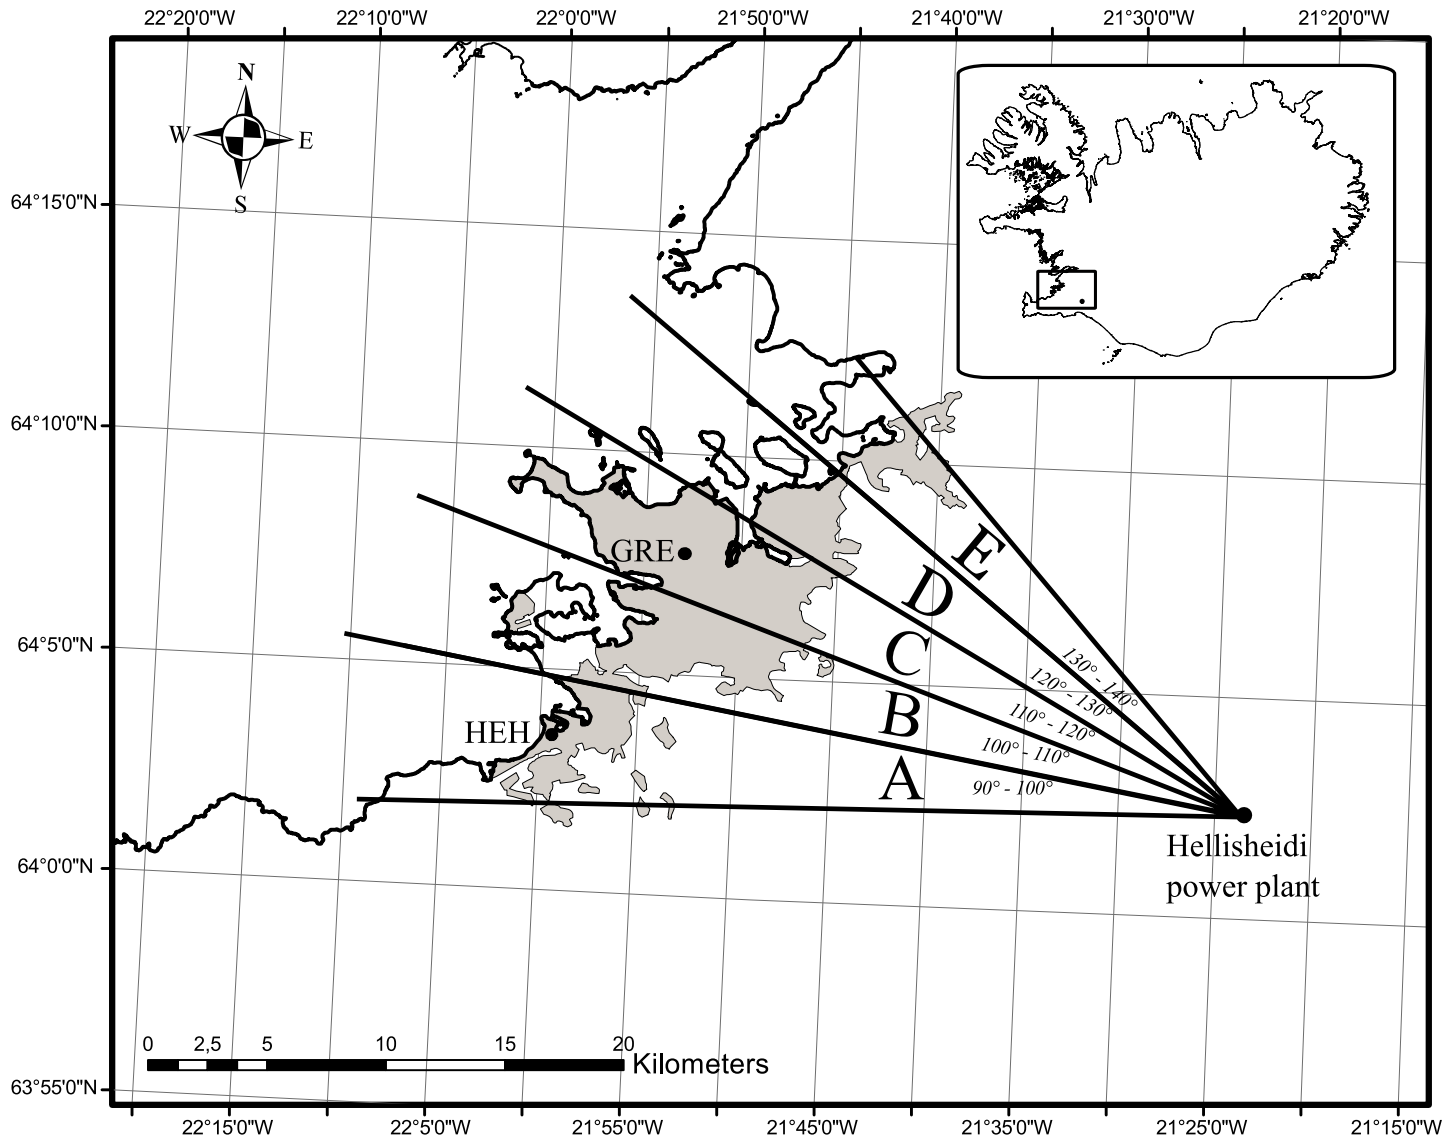 22°20'0"W 22°10'0"W 22°0'0"W 21°50'0"W 21°40'0"W 21°30'0"W 21°20'0"W
N
W E
S
64°15'0"N
64°10'0"N
GRE
E
D
64°5'0"N
C
130° - 140°
120° - 130°
B
110° - 120°
HEH
100° - 110°
A
90° - 100°
Hellisheidi
power plant
64°0'0"N
0 2,5 5 10 15 20
Kilometers
63°55'0"N
22°15'0"W 22°5'0"W 21°55'0"W 21°45'0"W 21°35'0"W 21°25'0"W 21°15'0"W